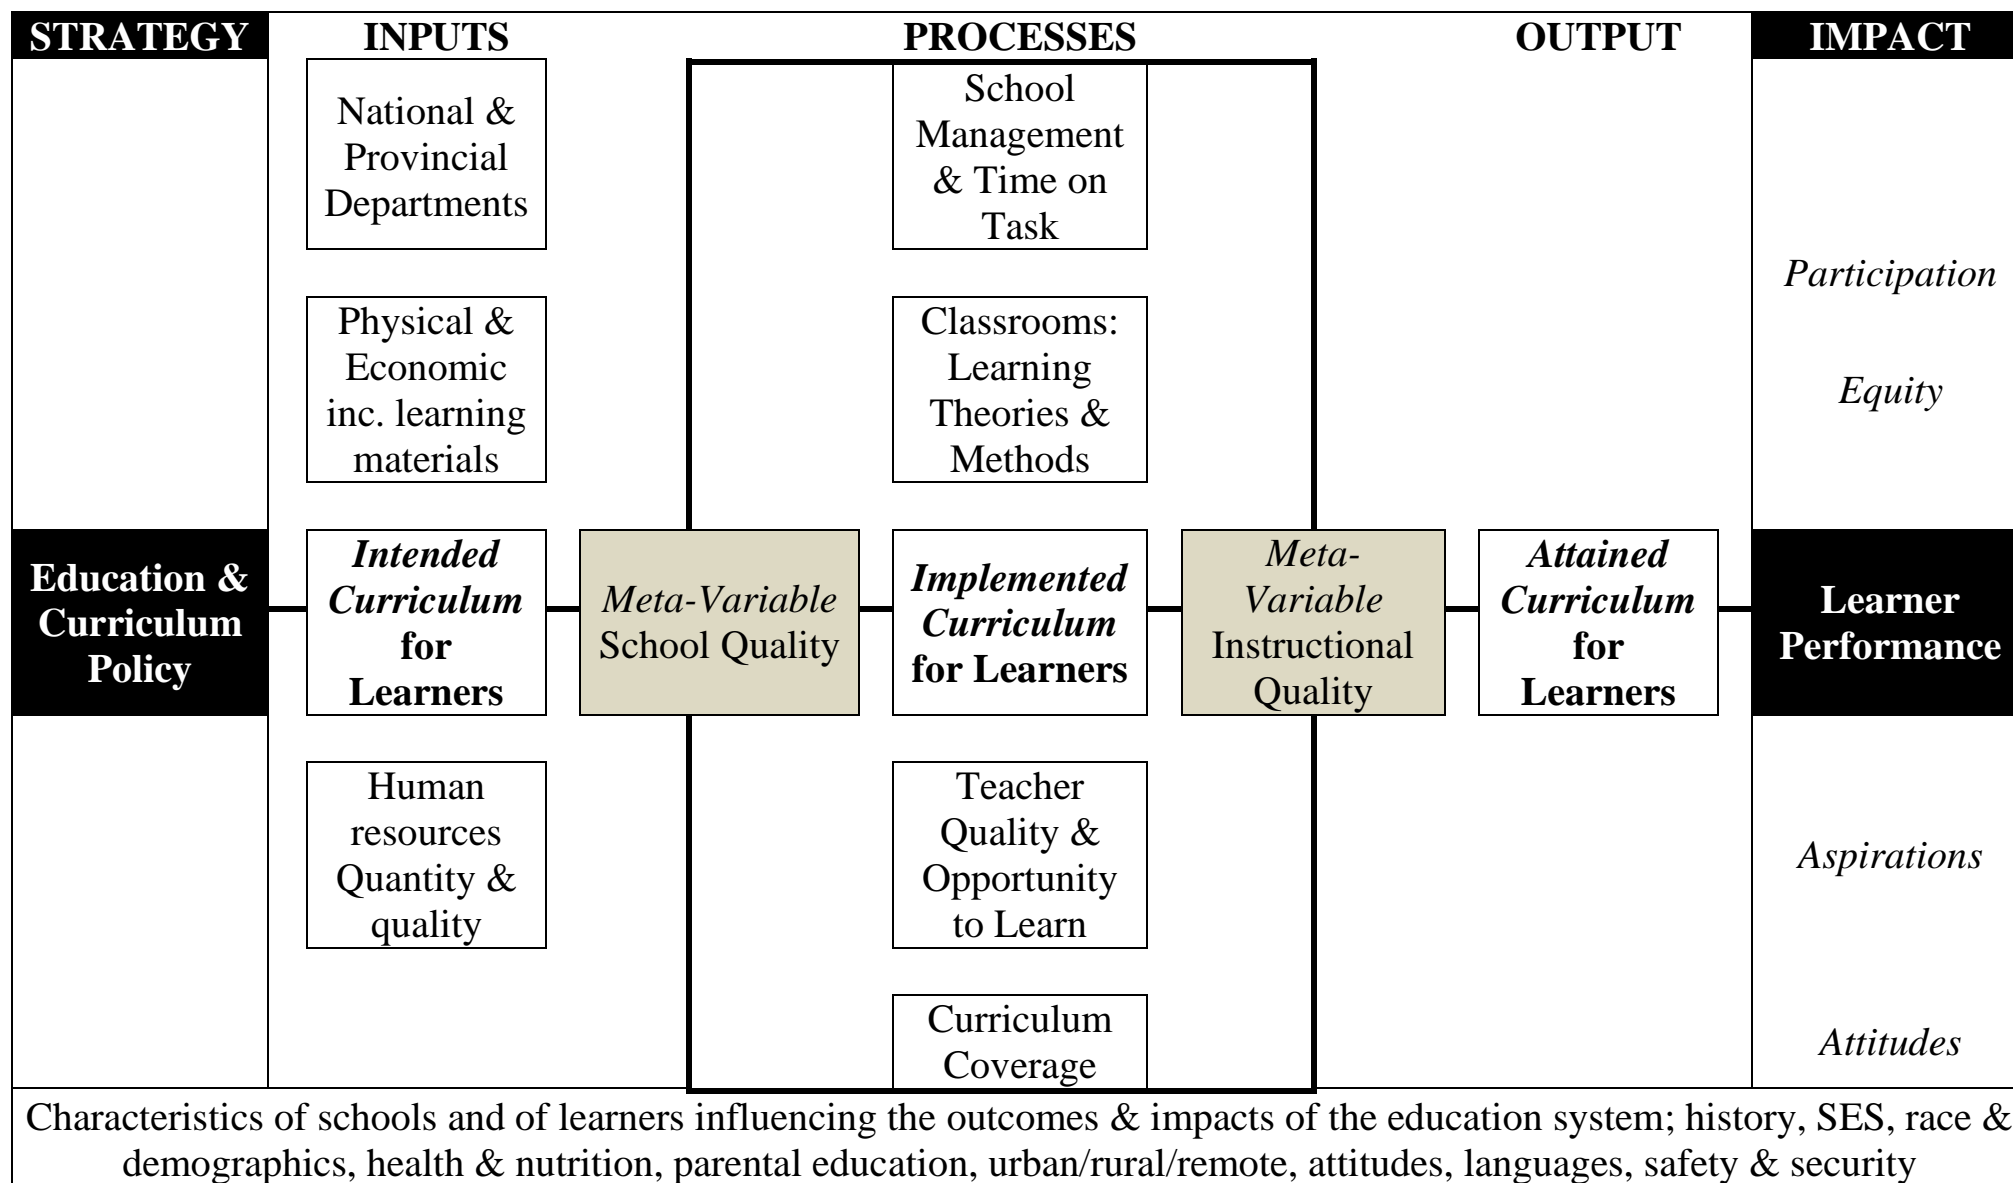 STRATEGY
INPUTS
PROCESSES
OUTPUT
IMPACT
National &
Provincial
Departments
School
Management
& Time on
Task
Participation
Physical &
Economic
inc. learning
materials
Classrooms:
Learning
Theories &
Methods
Equity
Education &
Curriculum
Policy
Intended
Curriculum
for
Learners
Meta-Variable
School Quality
Implemented
Curriculum
for Learners
Meta-
Variable
Instructional
Quality
Attained
Curriculum
for
Learners
Learner
Performance
Human
resources
Quantity &
quality
Teacher
Quality &
Opportunity
to Learn
Aspirations
Curriculum
Coverage
Attitudes
Characteristics of schools and of learners influencing the outcomes & impacts of the education system; history, SES, race &
demographics, health & nutrition, parental education, urban/rural/remote, attitudes, languages, safety & security